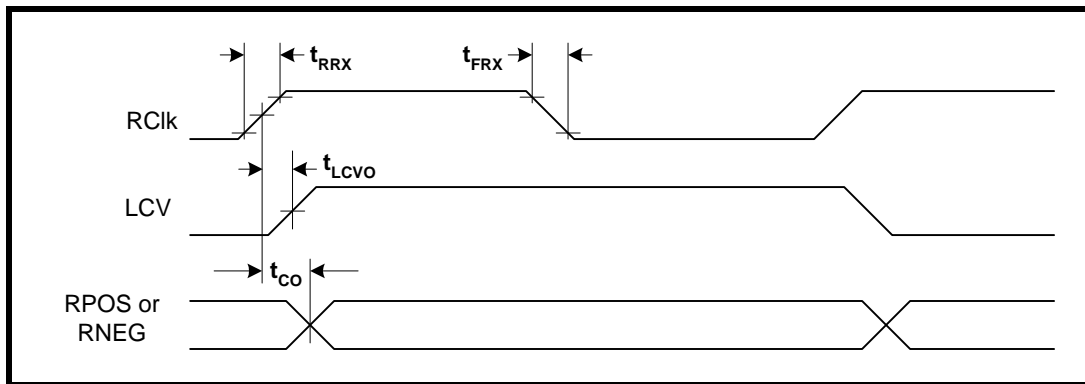 tRRX
tFRX
RClk
tLCVO
LCV
tCO
RPOS or
RNEG